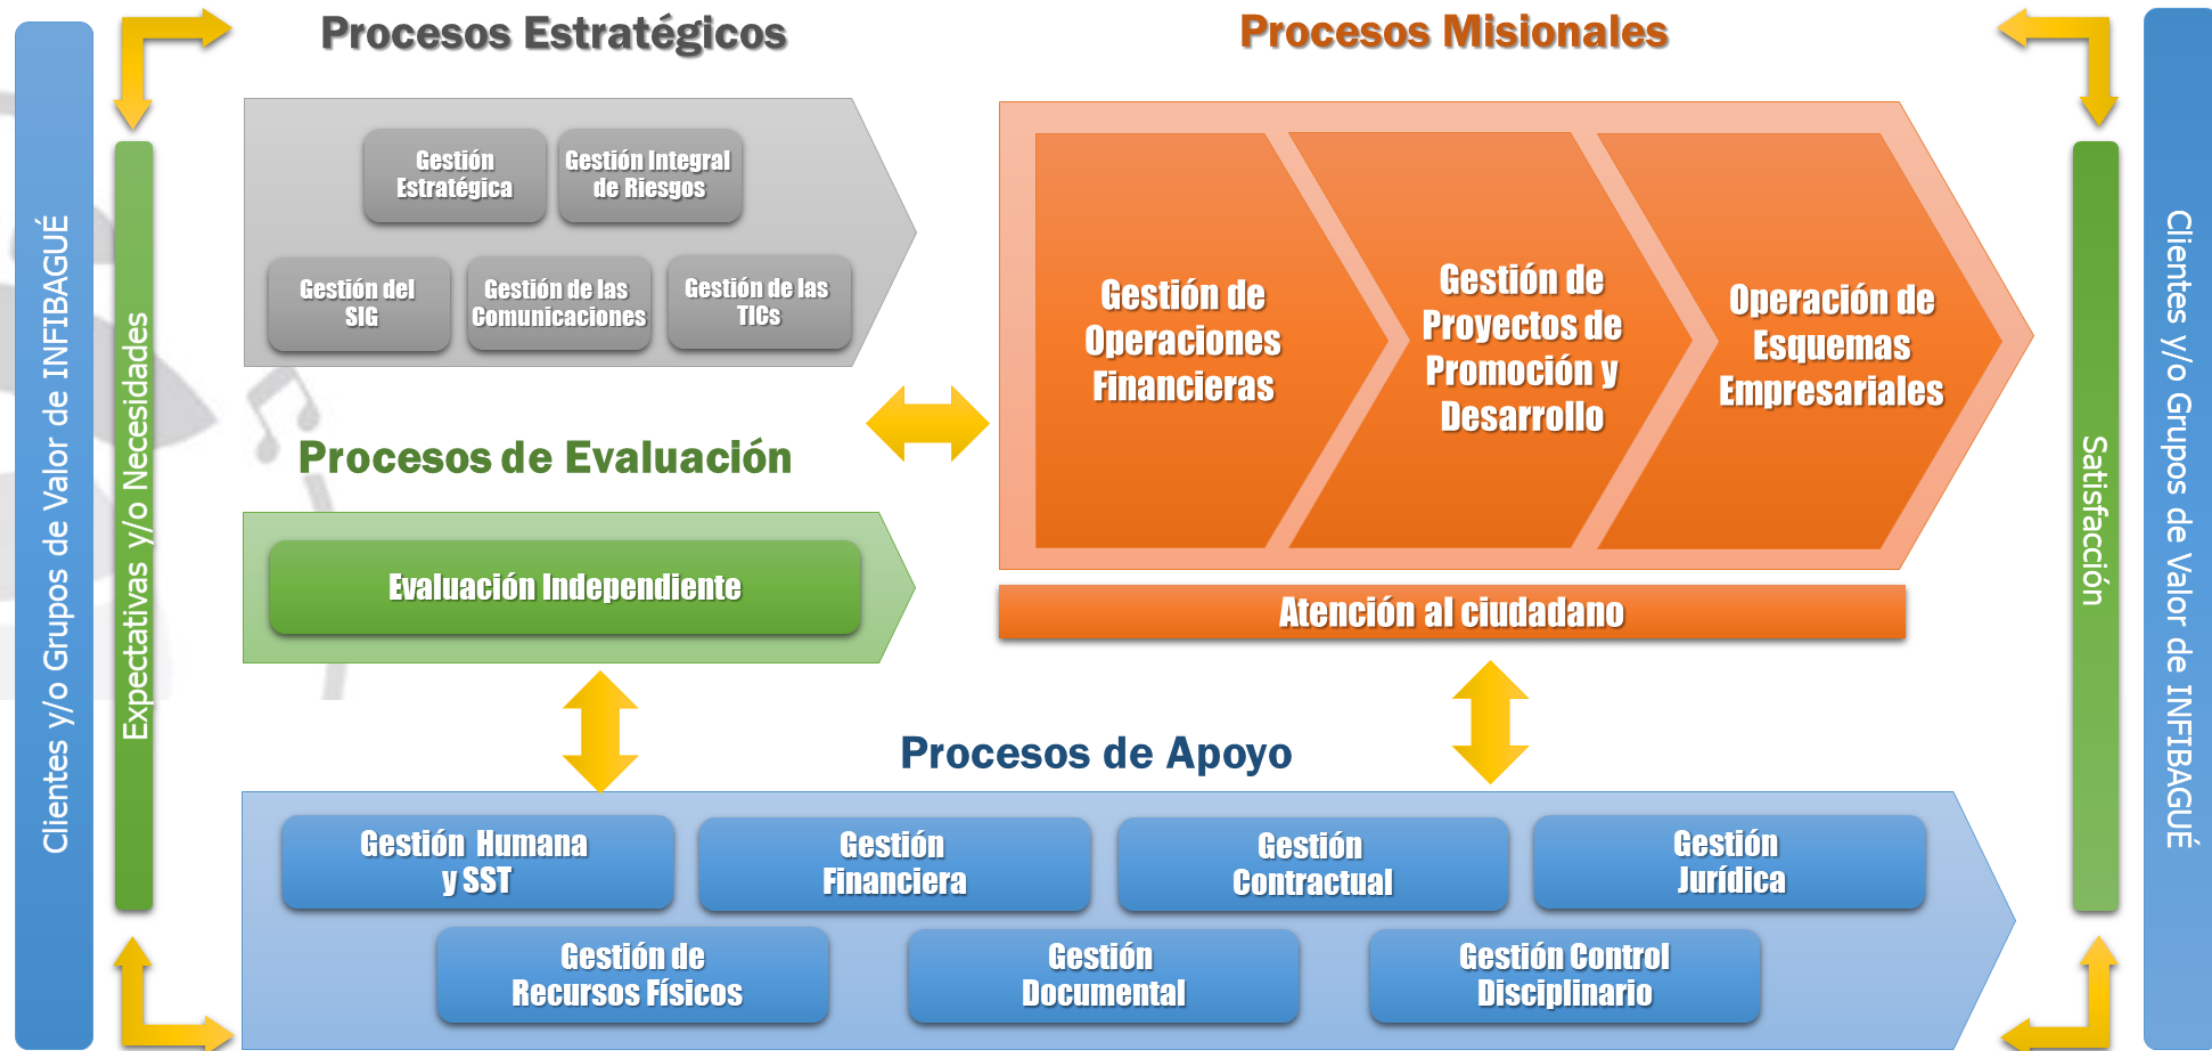 Clientes y/o Grupos de Valor de INFIBAGUÉ
Expectativas y/o Necesidades
Procesos Estratégicos
Gestión
Estratégica
Gestión Integral
de Riesgos
Gestión del
SIG
Gestión de las
Comunicaciones
Gestión de las
TICs
Procesos de Evaluación
Evaluación Independiente
Procesos Misionales
Gestión de
Operaciones
Financieras
Gestión de
Proyectos de
Promoción y
Desarrollo
Operación de
Esquemas
Empresariales
Atención al ciudadano
Procesos de Apoyo
Gestión Humana
y SST
Gestión
Financiera
Gestión
Contractual
Gestión
Jurídica
Gestión de
Recursos Físicos
Gestión
Documental
Gestión Control
Disciplinario
Satisfacción
Clientes y/o Grupos de Valor de INFIBAGUÉ